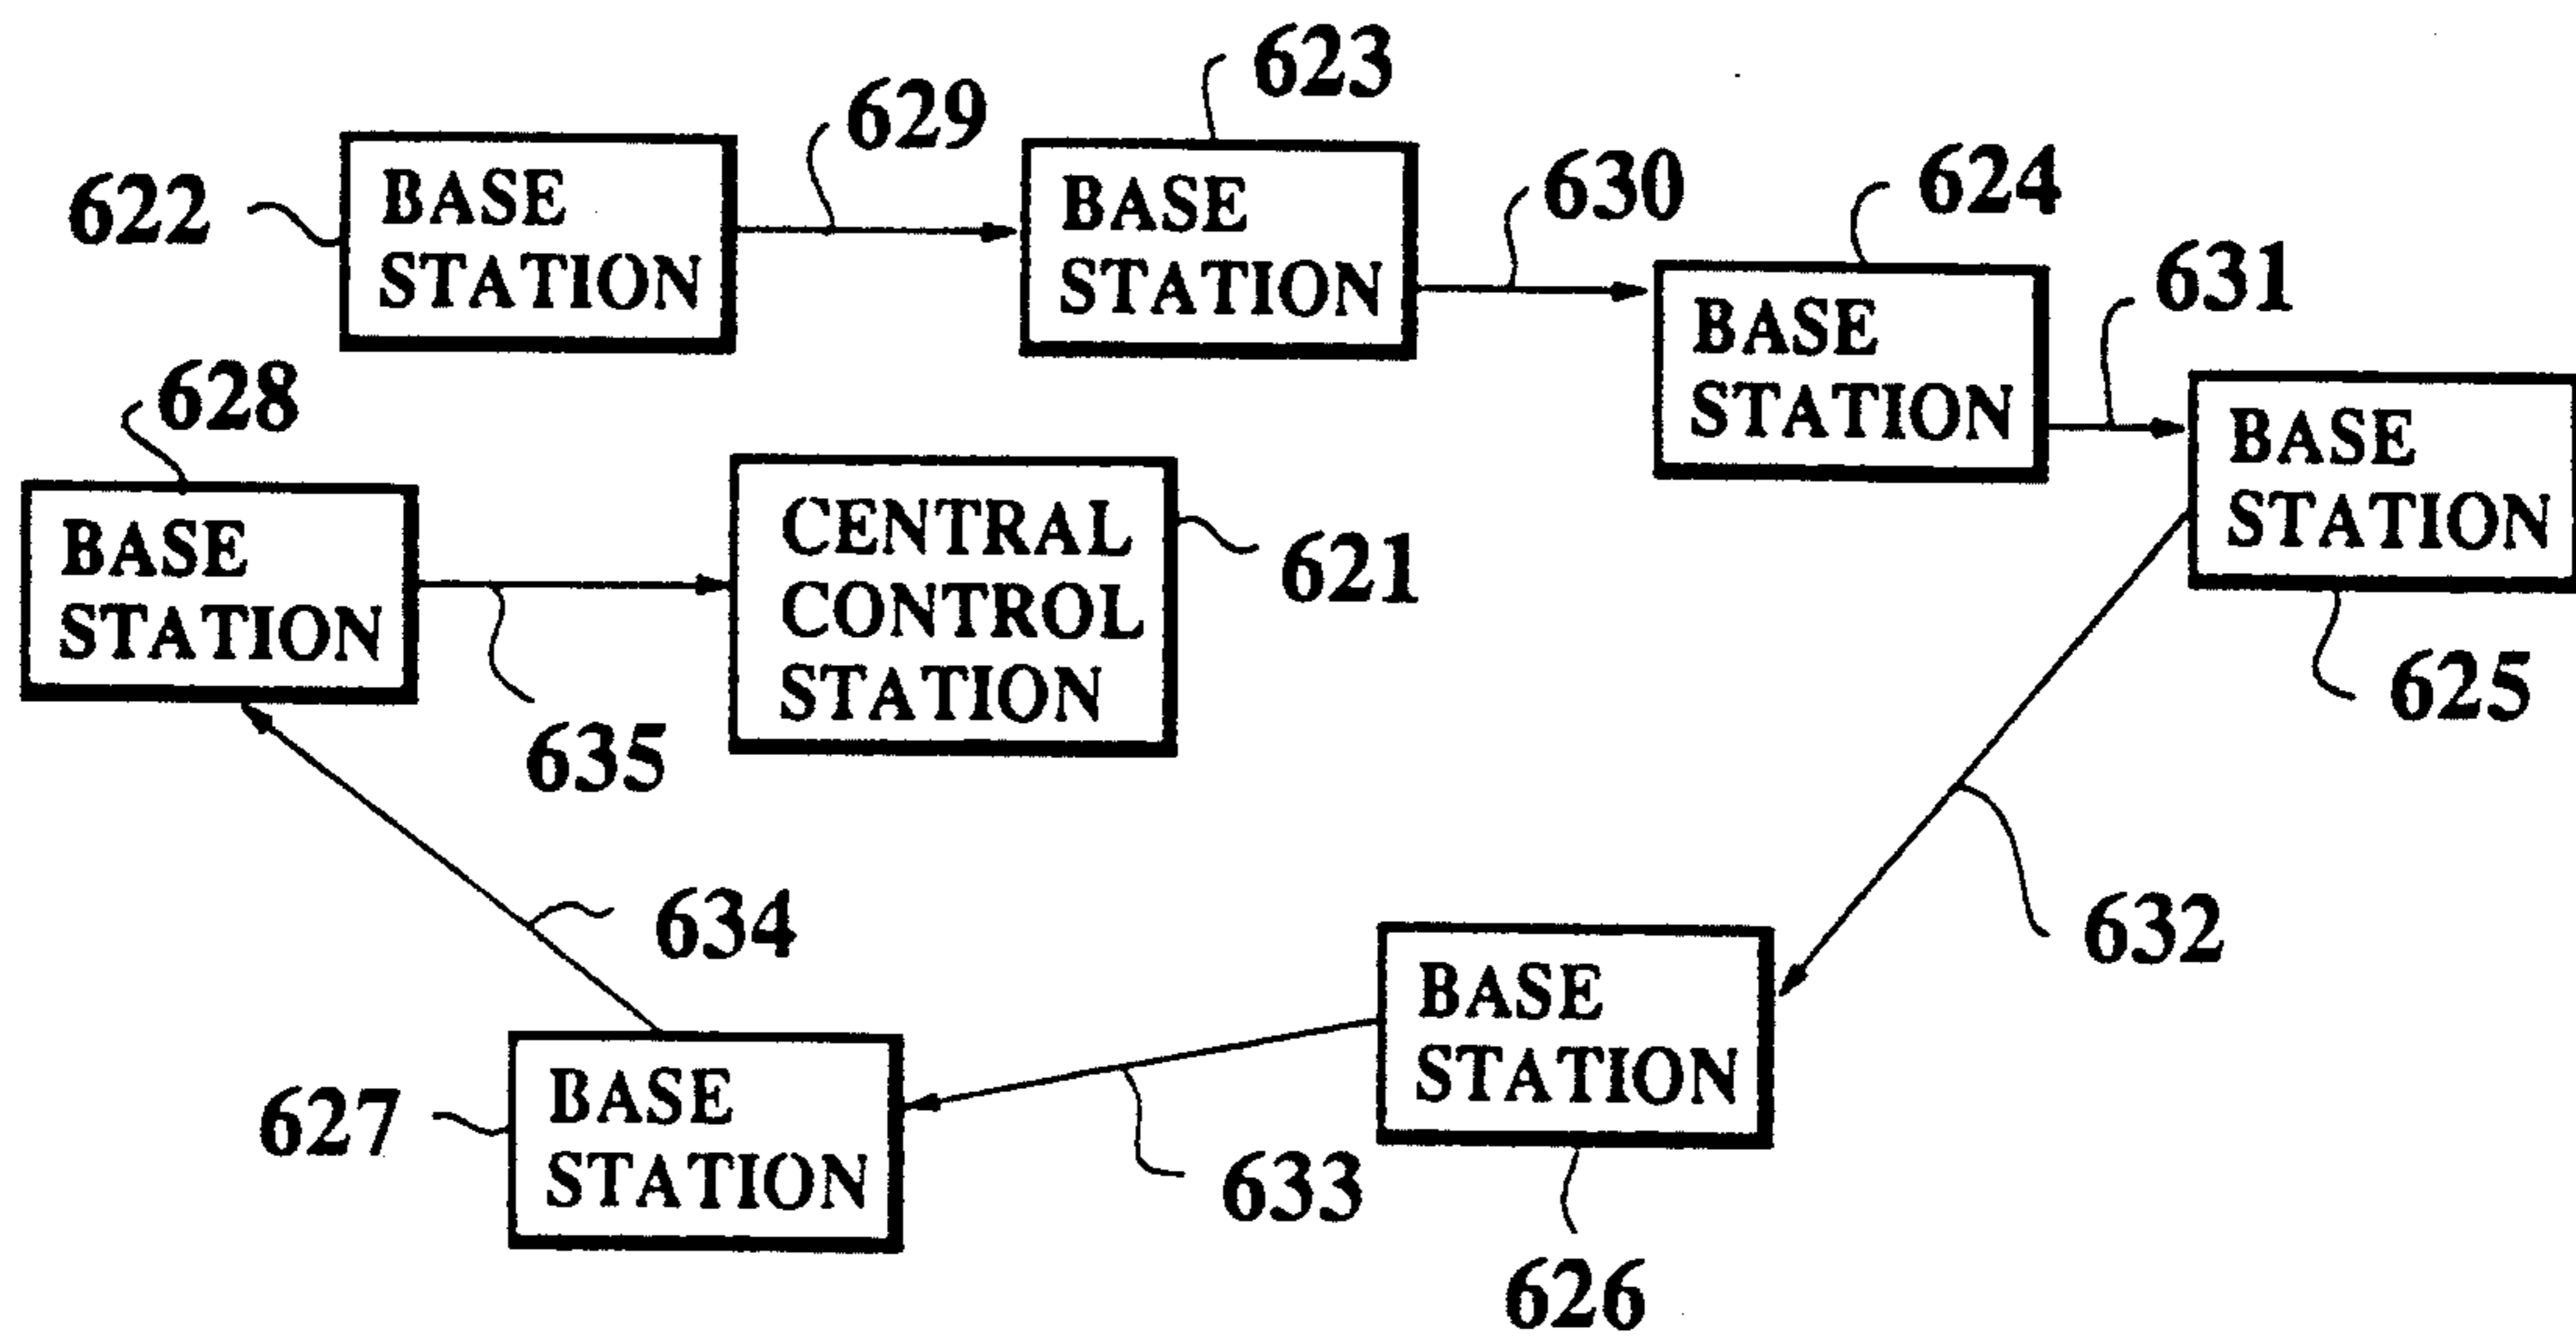 623
629
622
BASE
STATION
BASE
STATION
630
624
BASE
STATION
631
628
BASE
STATION
CENTRAL
CONTROL
STATION
621
BASE
STATION
625
635
634
632
BASE
STATION
627
BASE
STATION
633
626